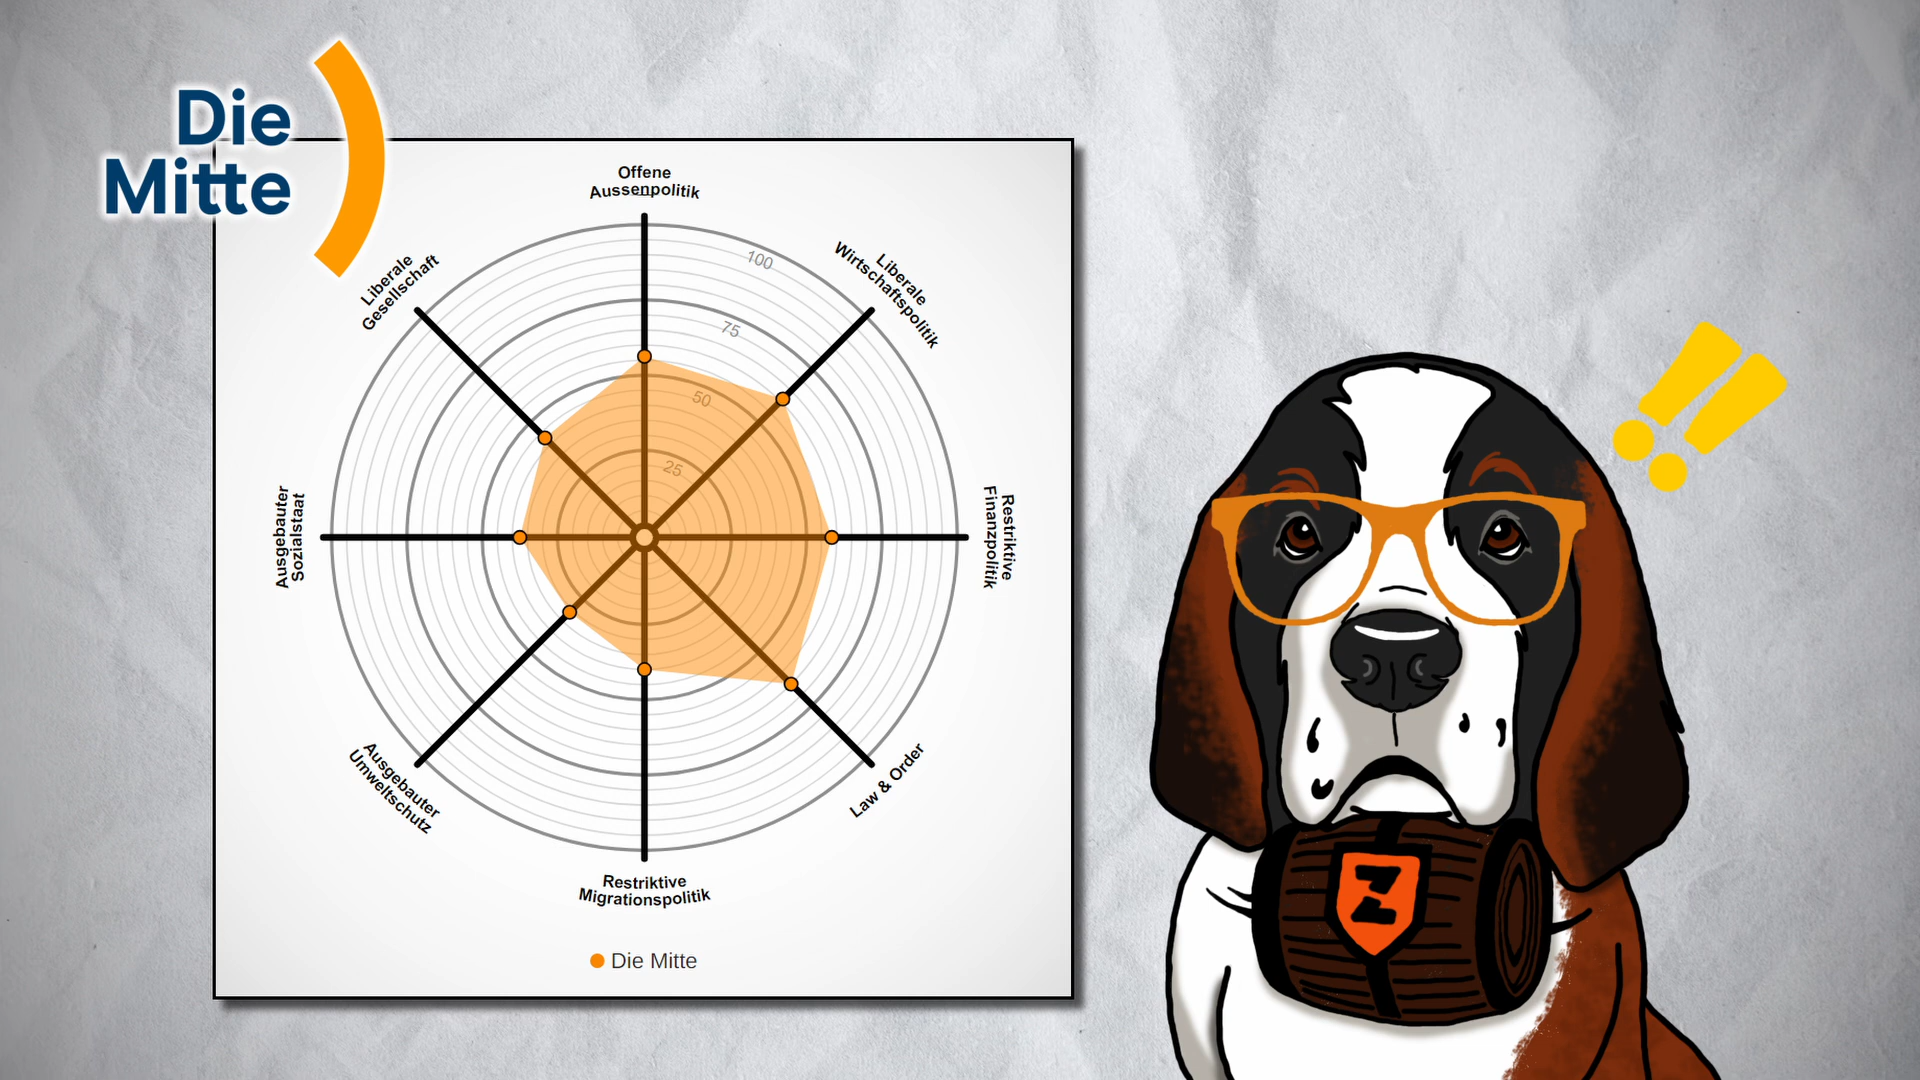 Die
Mitte
Offene
Aussenpolitik
Liberale
Wirtschaftspolitik
Liberale
Gesellschaft
100
75
50
25
Ausgebauter
Sozialstaat
Restriktive
Finanzpolitik
Ausgebauter
Umweltschutz
Law & Order
Restriktive
Migrationspolitik
Die Mitte
!!
Z